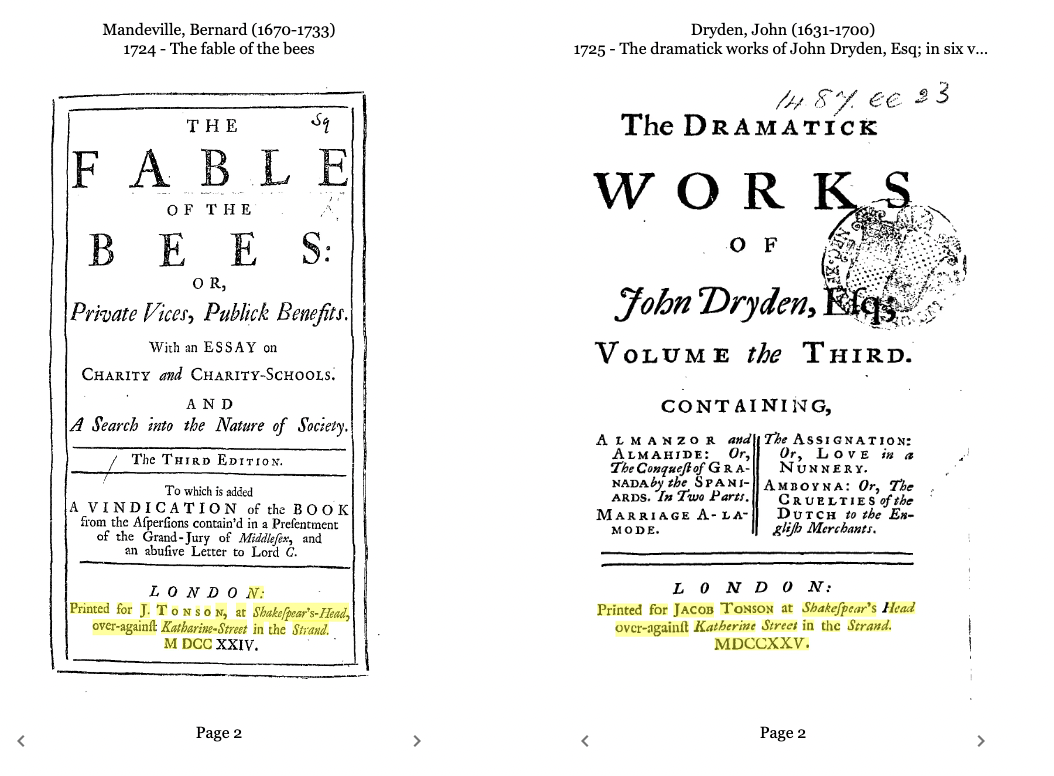 Mandeville, Bernard (1670-1733)
1724 - The fable of the bees
THE
FABLE
OF THE
BEES:
OR,
Private Vices, Publick Benefits.
With an ESSAY on
CHARITY and CHARITY-SCHOOLS.
AND
A Search into the Nature of Society.
The THIRD EDITION.
To which is added
A VINDICATION of the BOOK
from the Aſperſions contain'd in a Preſentment
of the Grand-Jury of Middleſex, and
an abuſive Letter to Lord C.
LONDON:
Printed for J. TONSON, at Shakeſpear's-Head,
over-againſt Katharine-Street in the Strand.
M DCC XXIV.
Page 2
Dryden, John (1631-1700)
1725 - The dramatick works of John Dryden, Esq; in six v...
14 87. ee 23
The DRAMATICK
WORKS
OF
John Dryden, Eſq;
VOLUME the THIRD.
CONTAINING,
ALMANZOR and
ALMAHIDE: Or,
The Conqueſt of GRA-
NADA by the SPANI-
ARDS. In Two Parts.
MARRIAGE A-LA-
MODE.
The ASSIGNATION:
Or, LOVE in a
NUNNERY.
AMBOYNA: Or, The
CRUELTIES of the
DUTCH to the En-
gliſh Merchants.
LONDON:
Printed for JACOB TONSON at Shakeſpear's Head
over-againſt Katherine Street in the Strand.
MDCCXXV.
Page 2